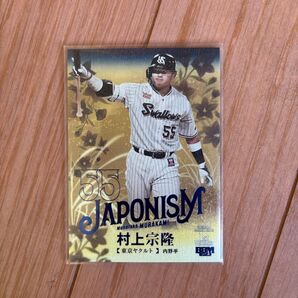 Swallows
55
55
JAPONISM
MUNETAKA MURAKAMI
村上宗隆
【 東京ヤクルト 】 内野手
BBM